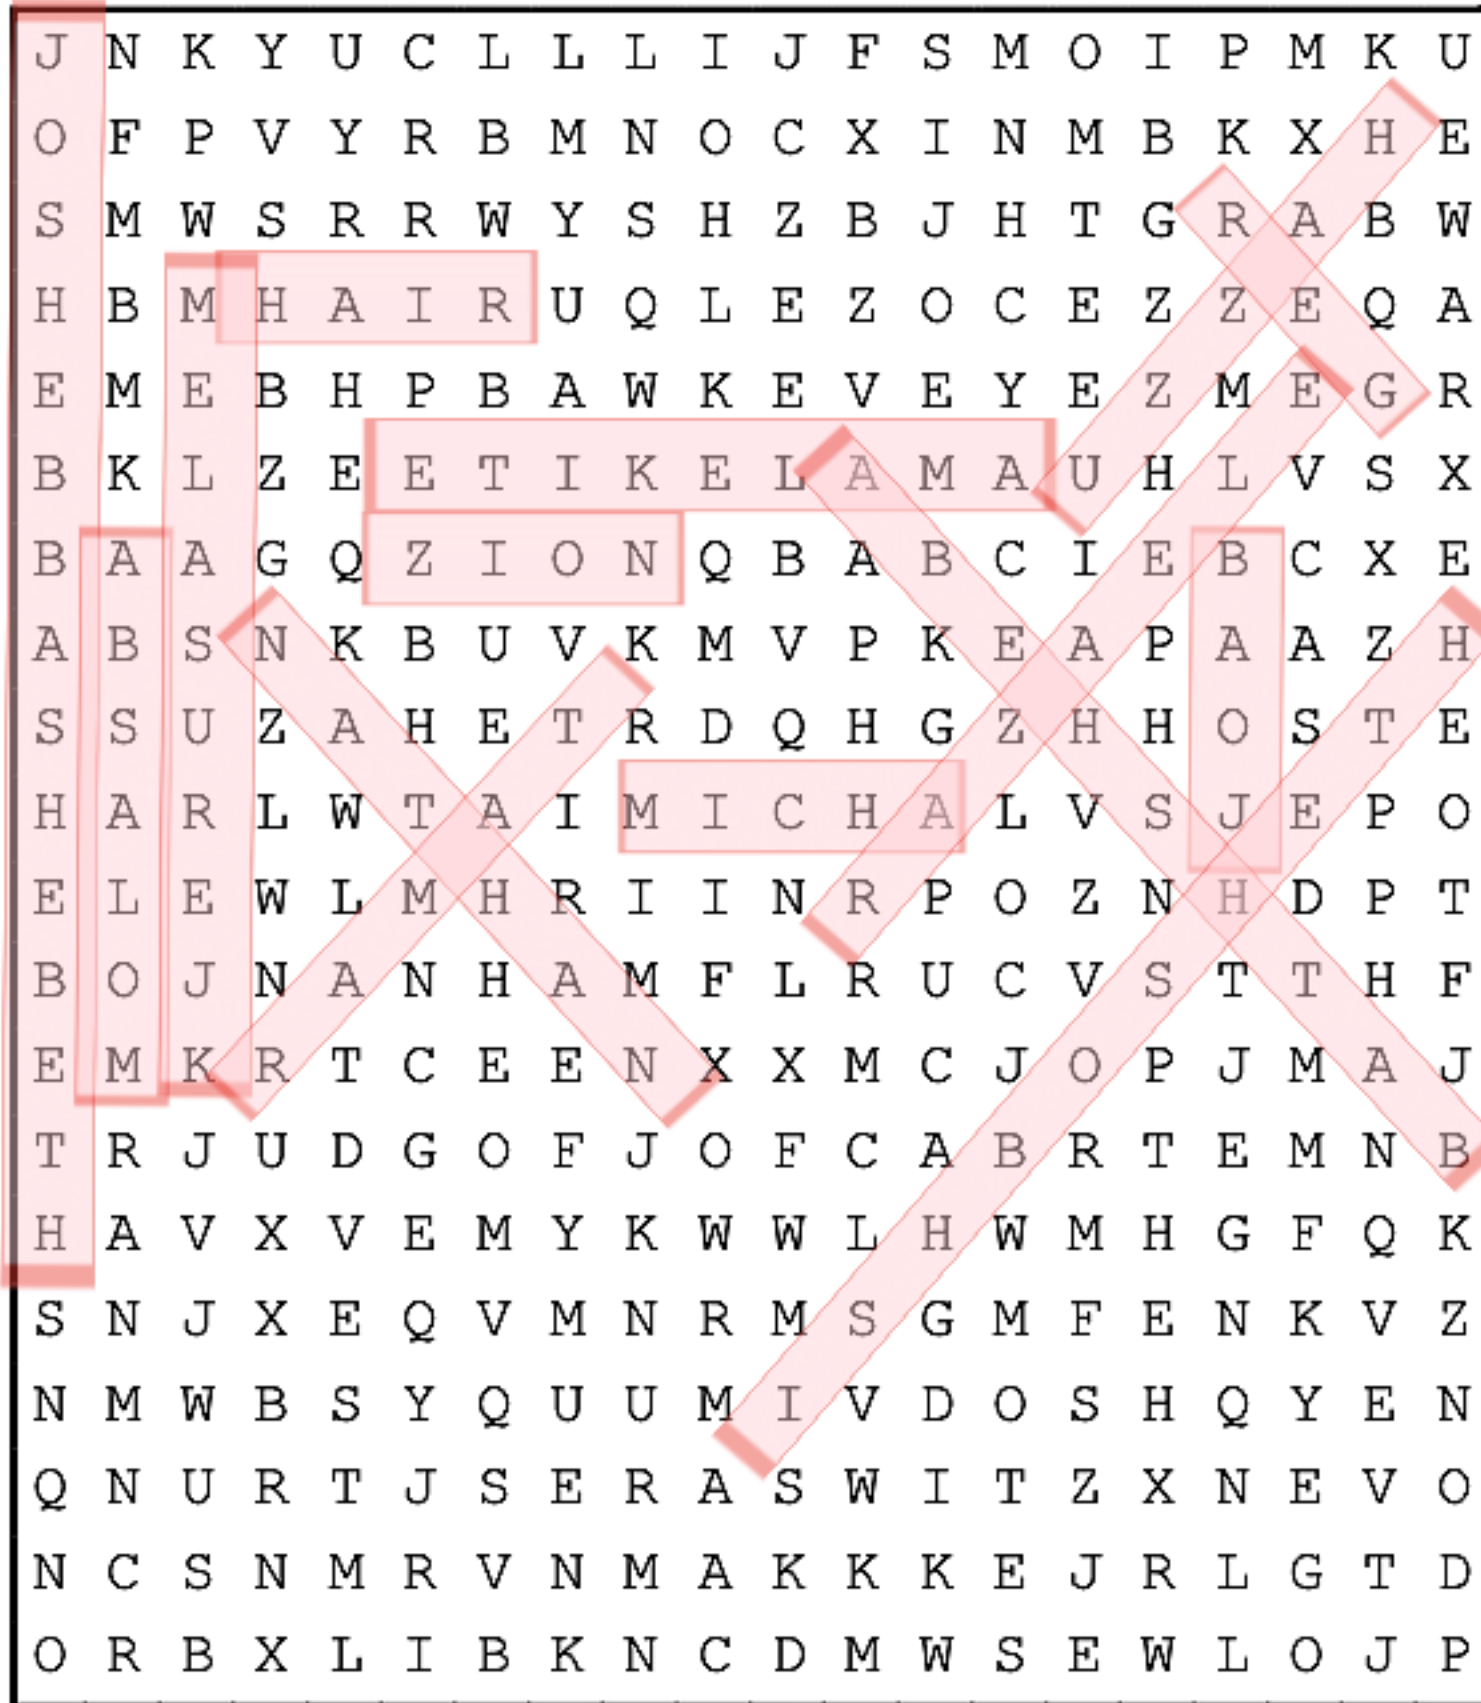 J N K Y U C L L L I J F S M O I P M K U
O F P V Y R B M N O C X I N M B K X H E
S M W S R R W Y S H Z B J H T G R A B W
H B M H A I R U Q L E Z O C E Z Z E Q A
E M E B H P B A W K E V E Y E Z M E G R
B K L Z E E T I K E L A M A U H L V S X
B A A G Q Z I O N Q B A B C I E B C X E
A B S N K B U V K M V P K E A P A A Z H
S S U Z A H E T R D Q H G Z H H O S T E
H A R L W T A I M I C H A L V S J E P O
E L E W L M H R I I N R P O Z N H D P T
B O J N A N H A M F L R U C V S T T H F
E M K R T C E E N X X M C J O P J M A J
T R J U D G O F J O F C A B R T E M N B
H A V X V E M Y K W W L H W M H G F Q K
S N J X E Q V M N R M S G M F E N K V Z
N M W B S Y Q U U M I V D O S H Q Y E N
Q N U R T J S E R A S W I T Z X N E V O
N C S N M R V N M A K K K E J R L G T D
O R B X L I B K N C D M W S E W L O J P